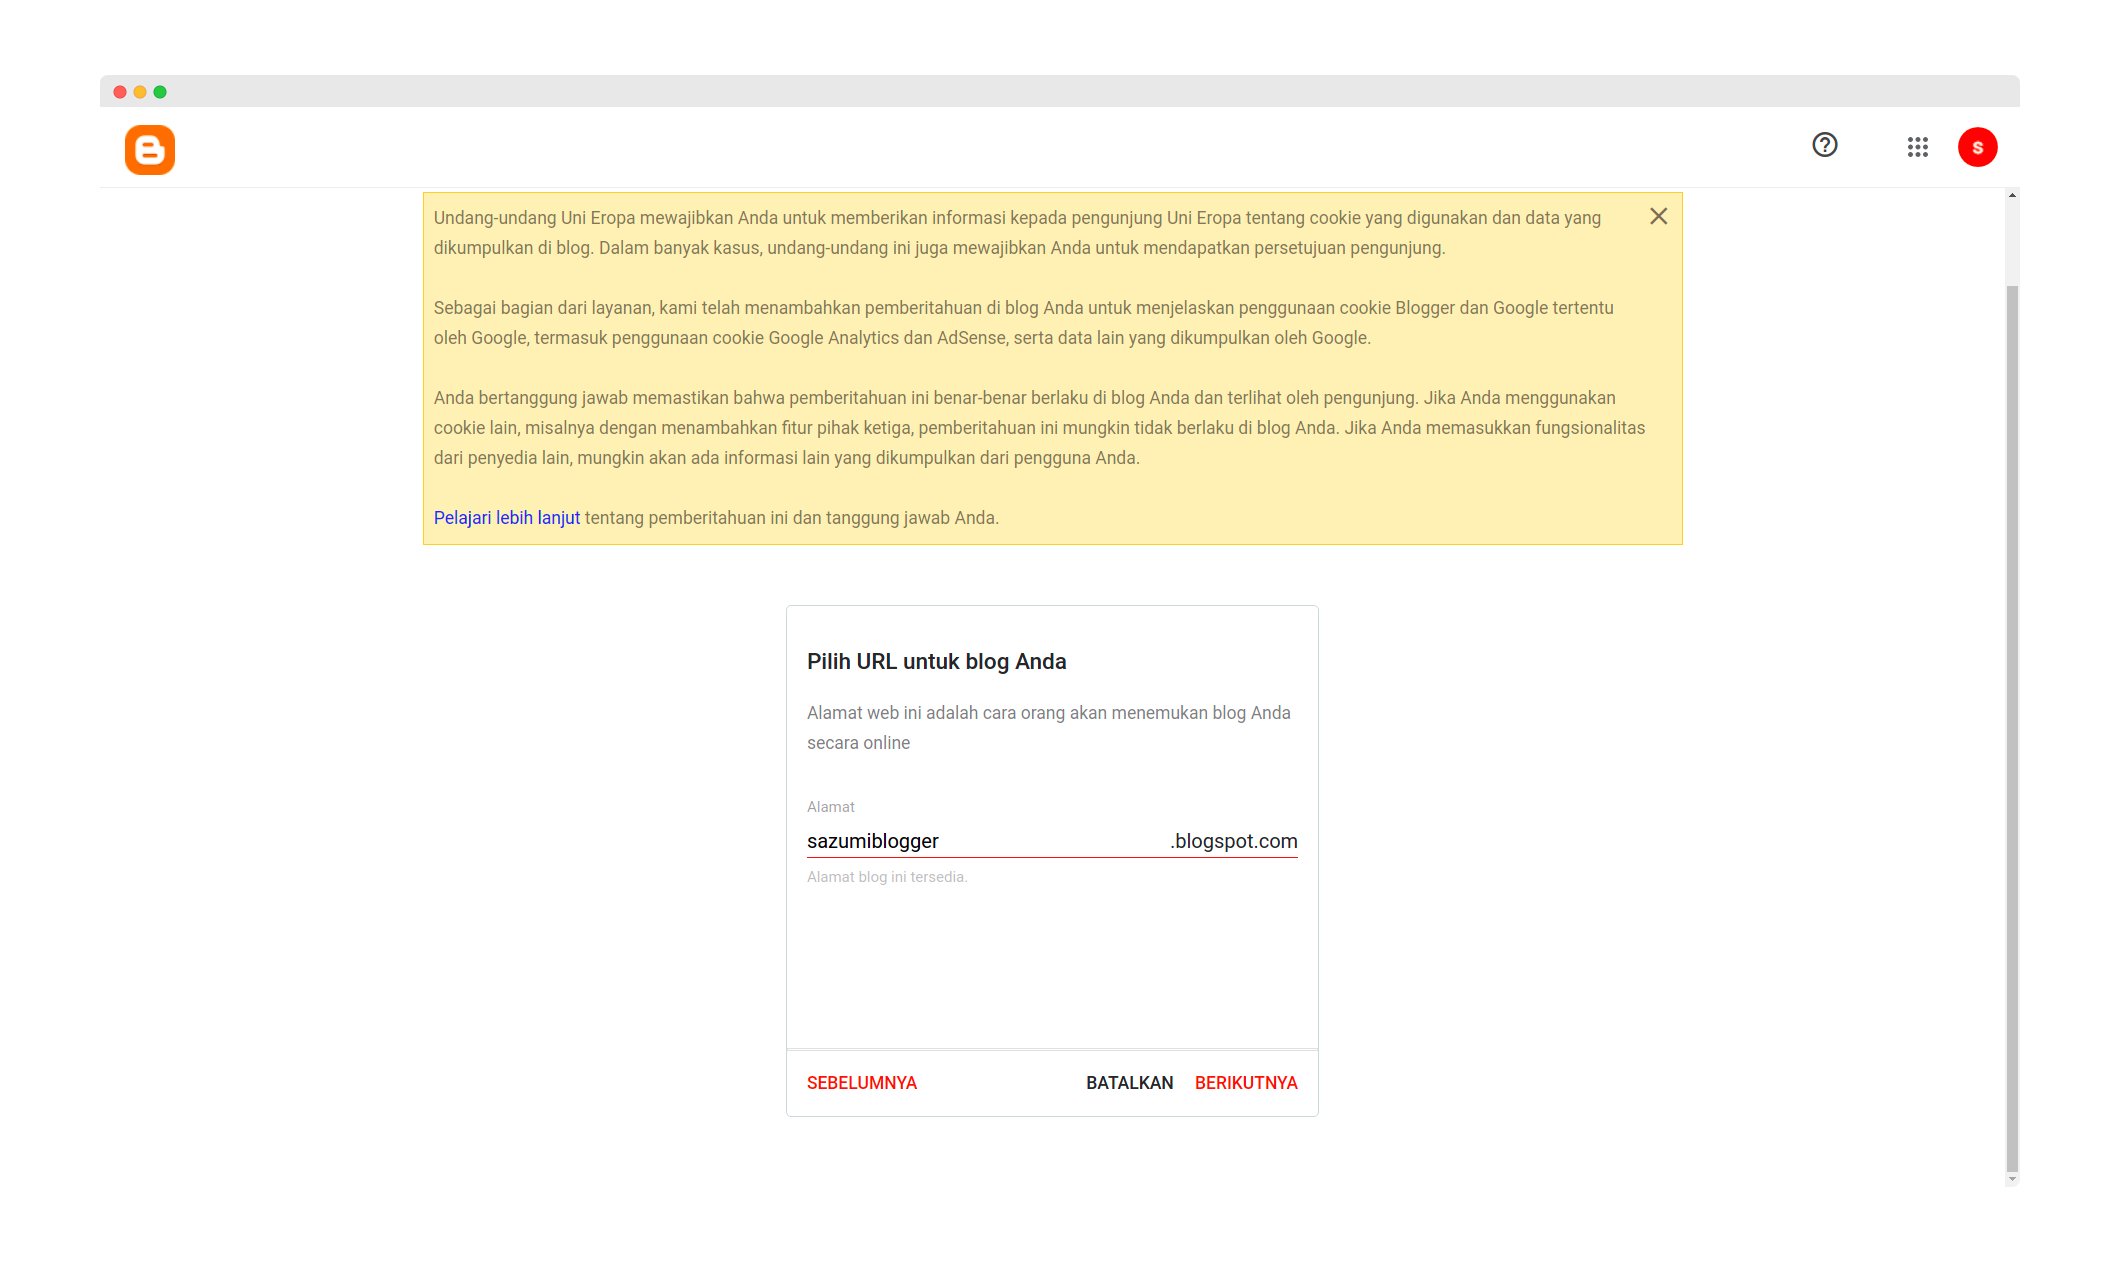 S
Undang-undang Uni Eropa mewajibkan Anda untuk memberikan informasi kepada pengunjung Uni Eropa tentang cookie yang digunakan dan data yang
dikumpulkan di blog. Dalam banyak kasus, undang-undang ini juga mewajibkan Anda untuk mendapatkan persetujuan pengunjung.
Sebagai bagian dari layanan, kami telah menambahkan pemberitahuan di blog Anda untuk menjelaskan penggunaan cookie Blogger dan Google tertentu
oleh Google, termasuk penggunaan cookie Google Analytics dan AdSense, serta data lain yang dikumpulkan oleh Google.
Anda bertanggung jawab memastikan bahwa pemberitahuan ini benar-benar berlaku di blog Anda dan terlihat oleh pengunjung. Jika Anda menggunakan
cookie lain, misalnya dengan menambahkan fitur pihak ketiga, pemberitahuan ini mungkin tidak berlaku di blog Anda. Jika Anda memasukkan fungsionalitas
dari penyedia lain, mungkin akan ada informasi lain yang dikumpulkan dari pengguna Anda.
Pelajari lebih lanjut tentang pemberitahuan ini dan tanggung jawab Anda.
Pilih URL untuk blog Anda
Alamat web ini adalah cara orang akan menemukan blog Anda
secara online
Alamat
sazumiblogger .blogspot.com
Alamat blog ini tersedia.
SEBELUMNYA BATALKAN BERIKUTNYA